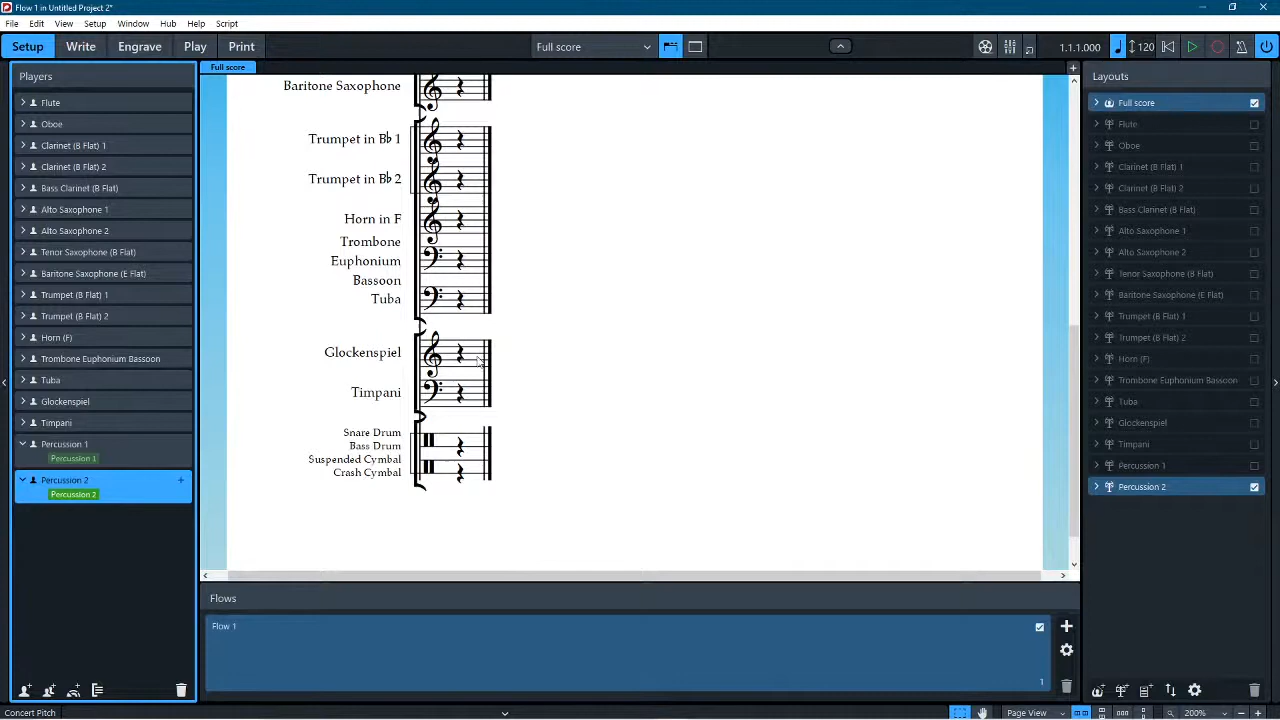 Flow 1 in Untitled Project 2*
File Edit View Setup Window Hub Help Script
Setup Write Engrave Play Print
Full score
1.1.1.000
120
Players
Flute
Oboe
Clarinet (B Flat) 1
Clarinet (B Flat) 2
Bass Clarinet (B Flat)
Alto Saxophone 1
Alto Saxophone 2
Tenor Saxophone (B Flat)
Baritone Saxophone (E Flat)
Trumpet (B Flat) 1
Trumpet (B Flat) 2
Horn (F)
Trombone Euphonium Bassoon
Tuba
Glockenspiel
Timpani
Percussion 1
Percussion 1
Percussion 2
Percussion 2
Full score
Baritone Saxophone
Trumpet in B♭ 1
Trumpet in B♭ 2
Horn in F
Trombone
Euphonium
Bassoon
Tuba
Glockenspiel
Timpani
Snare Drum
Bass Drum
Suspended Cymbal
Crash Cymbal
Flows
Flow 1
1
Layouts
Full score
Flute
Oboe
Clarinet (B Flat) 1
Clarinet (B Flat) 2
Bass Clarinet (B Flat)
Alto Saxophone 1
Alto Saxophone 2
Tenor Saxophone (B Flat)
Baritone Saxophone (E Flat)
Trumpet (B Flat) 1
Trumpet (B Flat) 2
Horn (F)
Trombone Euphonium Bassoon
Tuba
Glockenspiel
Timpani
Percussion 1
Percussion 2
Concert Pitch
Page View
200%